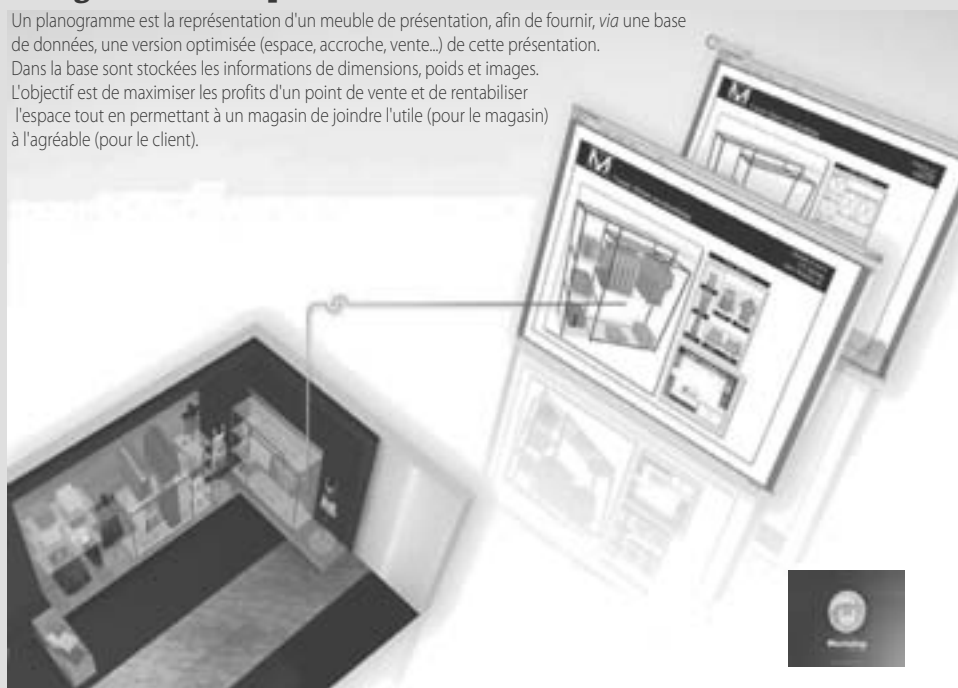 Un planogramme est la représentation d'un meuble de présentation, afin de fournir, via une base
de données, une version optimisée (espace, accroche, vente...) de cette présentation.
Dans la base sont stockées les informations de dimensions, poids et images.
L'objectif est de maximiser les profits d'un point de vente et de rentabiliser
l'espace tout en permettant à un magasin de joindre l'utile (pour le magasin)
à l'agréable (pour le client).
M
M